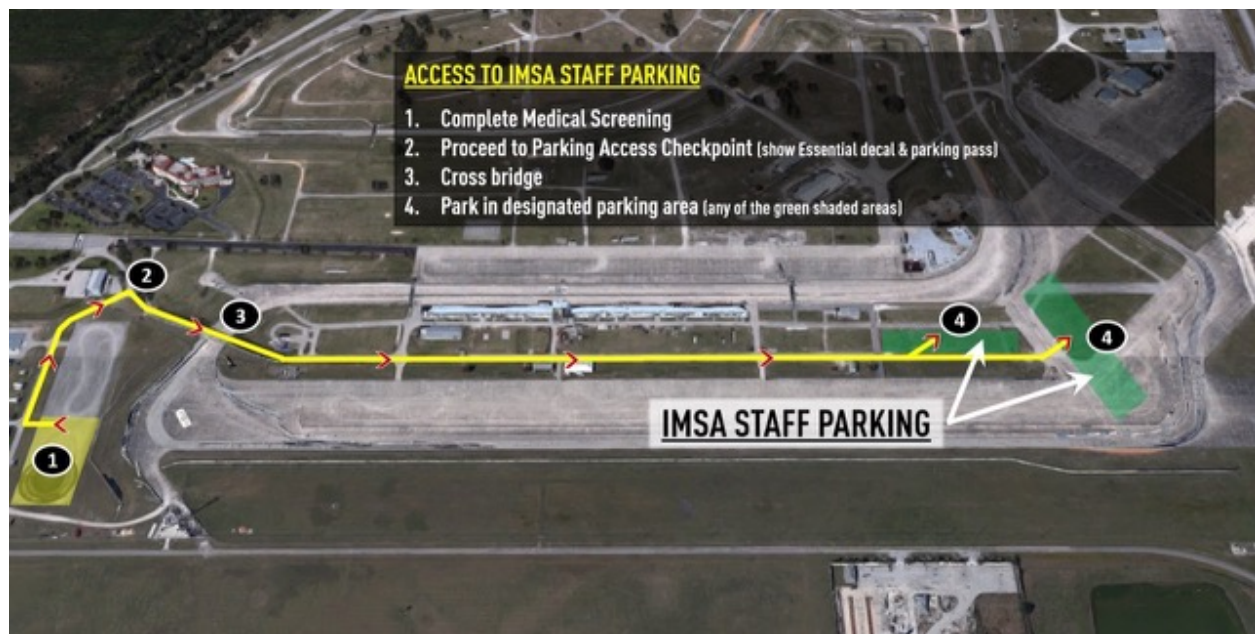 ACCESS TO IMSA STAFF PARKING
1. Complete Medical Screening
2. Proceed to Parking Access Checkpoint (show Essential decal & parking pass)
3. Cross bridge
4. Park in designated parking area (any of the green shaded areas)
2
3
4
4
IMSA STAFF PARKING
1